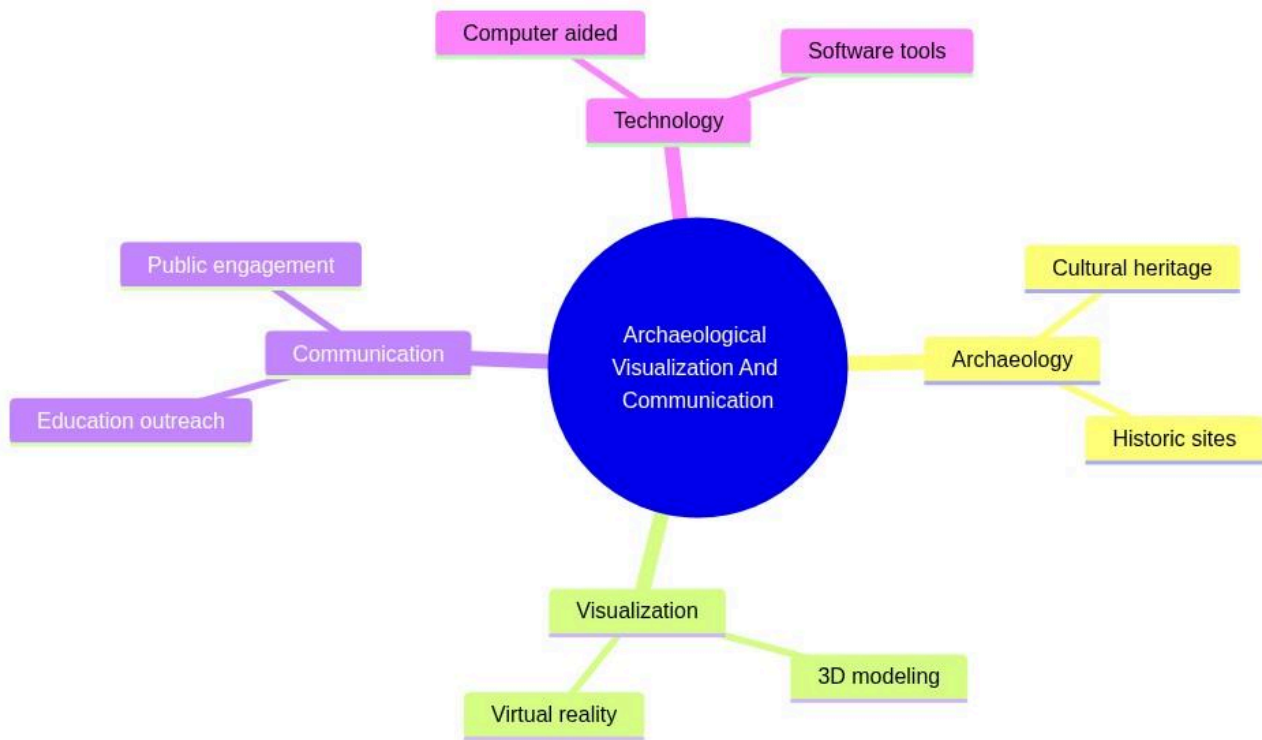 Computer aided
Software tools
Technology
Public engagement
Communication
Education outreach
Archaeological
Visualization And
Communication
Cultural heritage
Archaeology
Historic sites
Visualization
3D modeling
Virtual reality